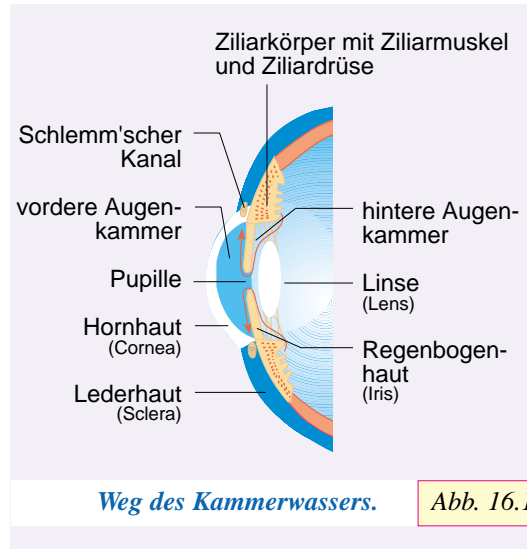 Ziliarkörper mit Ziliarmuskel
und Ziliardrüse
Schlemm'scher
Kanal
vordere Augen-
kammer
hintere Augen-
kammer
Pupille
Linse
(Lens)
Hornhaut
(Cornea)
Regenbogen-
haut
(Iris)
Lederhaut
(Sclera)
Weg des Kammerwassers.
Abb. 16.1